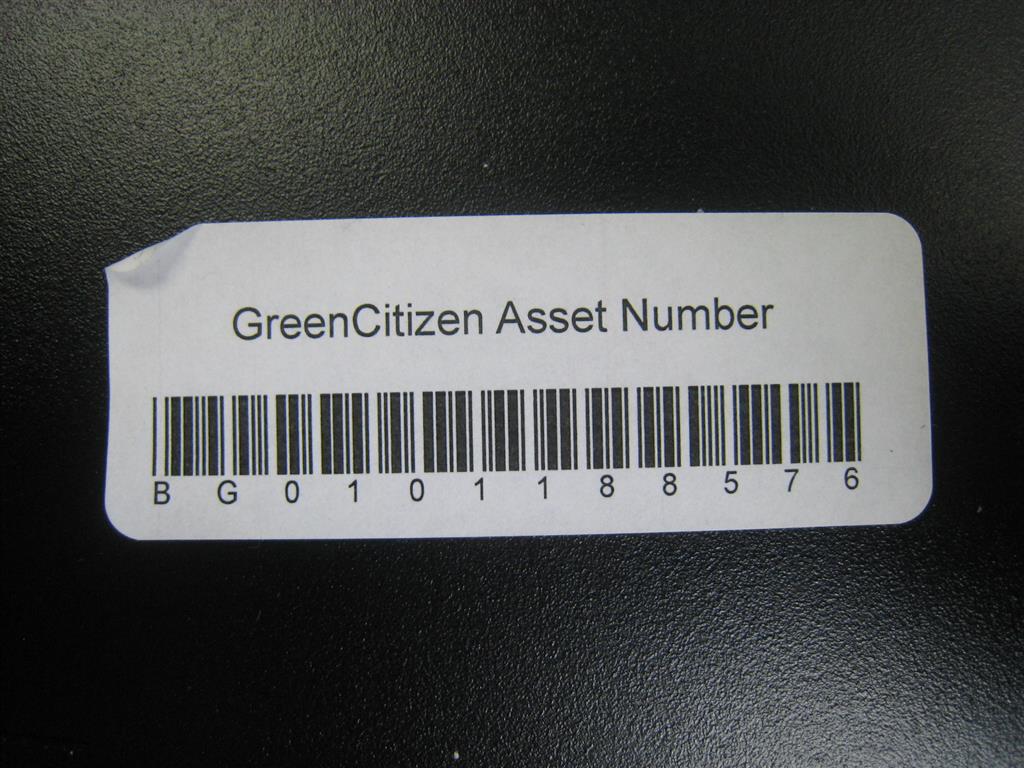 GreenCitizen Asset Number
B G 0 1 0 1 1 8 8 5 7 6